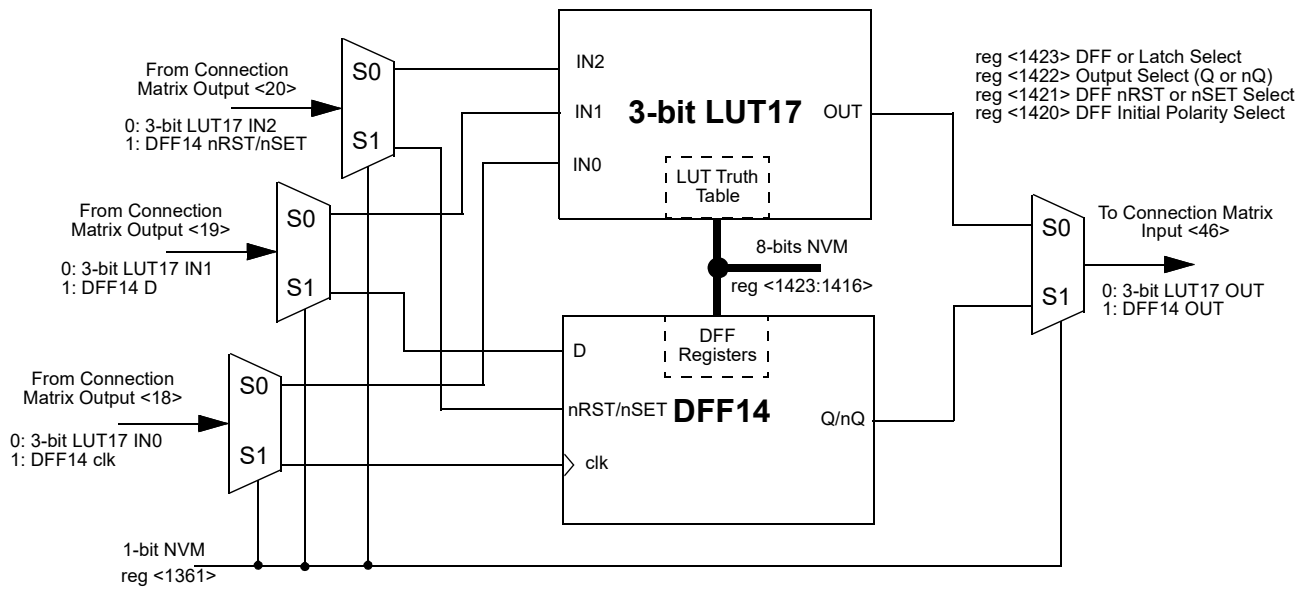 From Connection
Matrix Output <20>
0: 3-bit LUT17 IN2
1: DFF14 nRST/nSET
S0
S1
From Connection
Matrix Output <19>
0: 3-bit LUT17 IN1
1: DFF14 D
S0
S1
From Connection
Matrix Output <18>
0: 3-bit LUT17 IN0
1: DFF14 clk
S0
S1
1-bit NVM
reg <1361>
IN2
IN1
IN0
3-bit LUT17
OUT
LUT Truth
Table
8-bits NVM
reg <1423:1416>
DFF
Registers
D
nRST/nSET
DFF14
Q/nQ
clk
reg <1423> DFF or Latch Select
reg <1422> Output Select (Q or nQ)
reg <1421> DFF nRST or nSET Select
reg <1420> DFF Initial Polarity Select
S0
S1
To Connection Matrix
Input <46>
0: 3-bit LUT17 OUT
1: DFF14 OUT